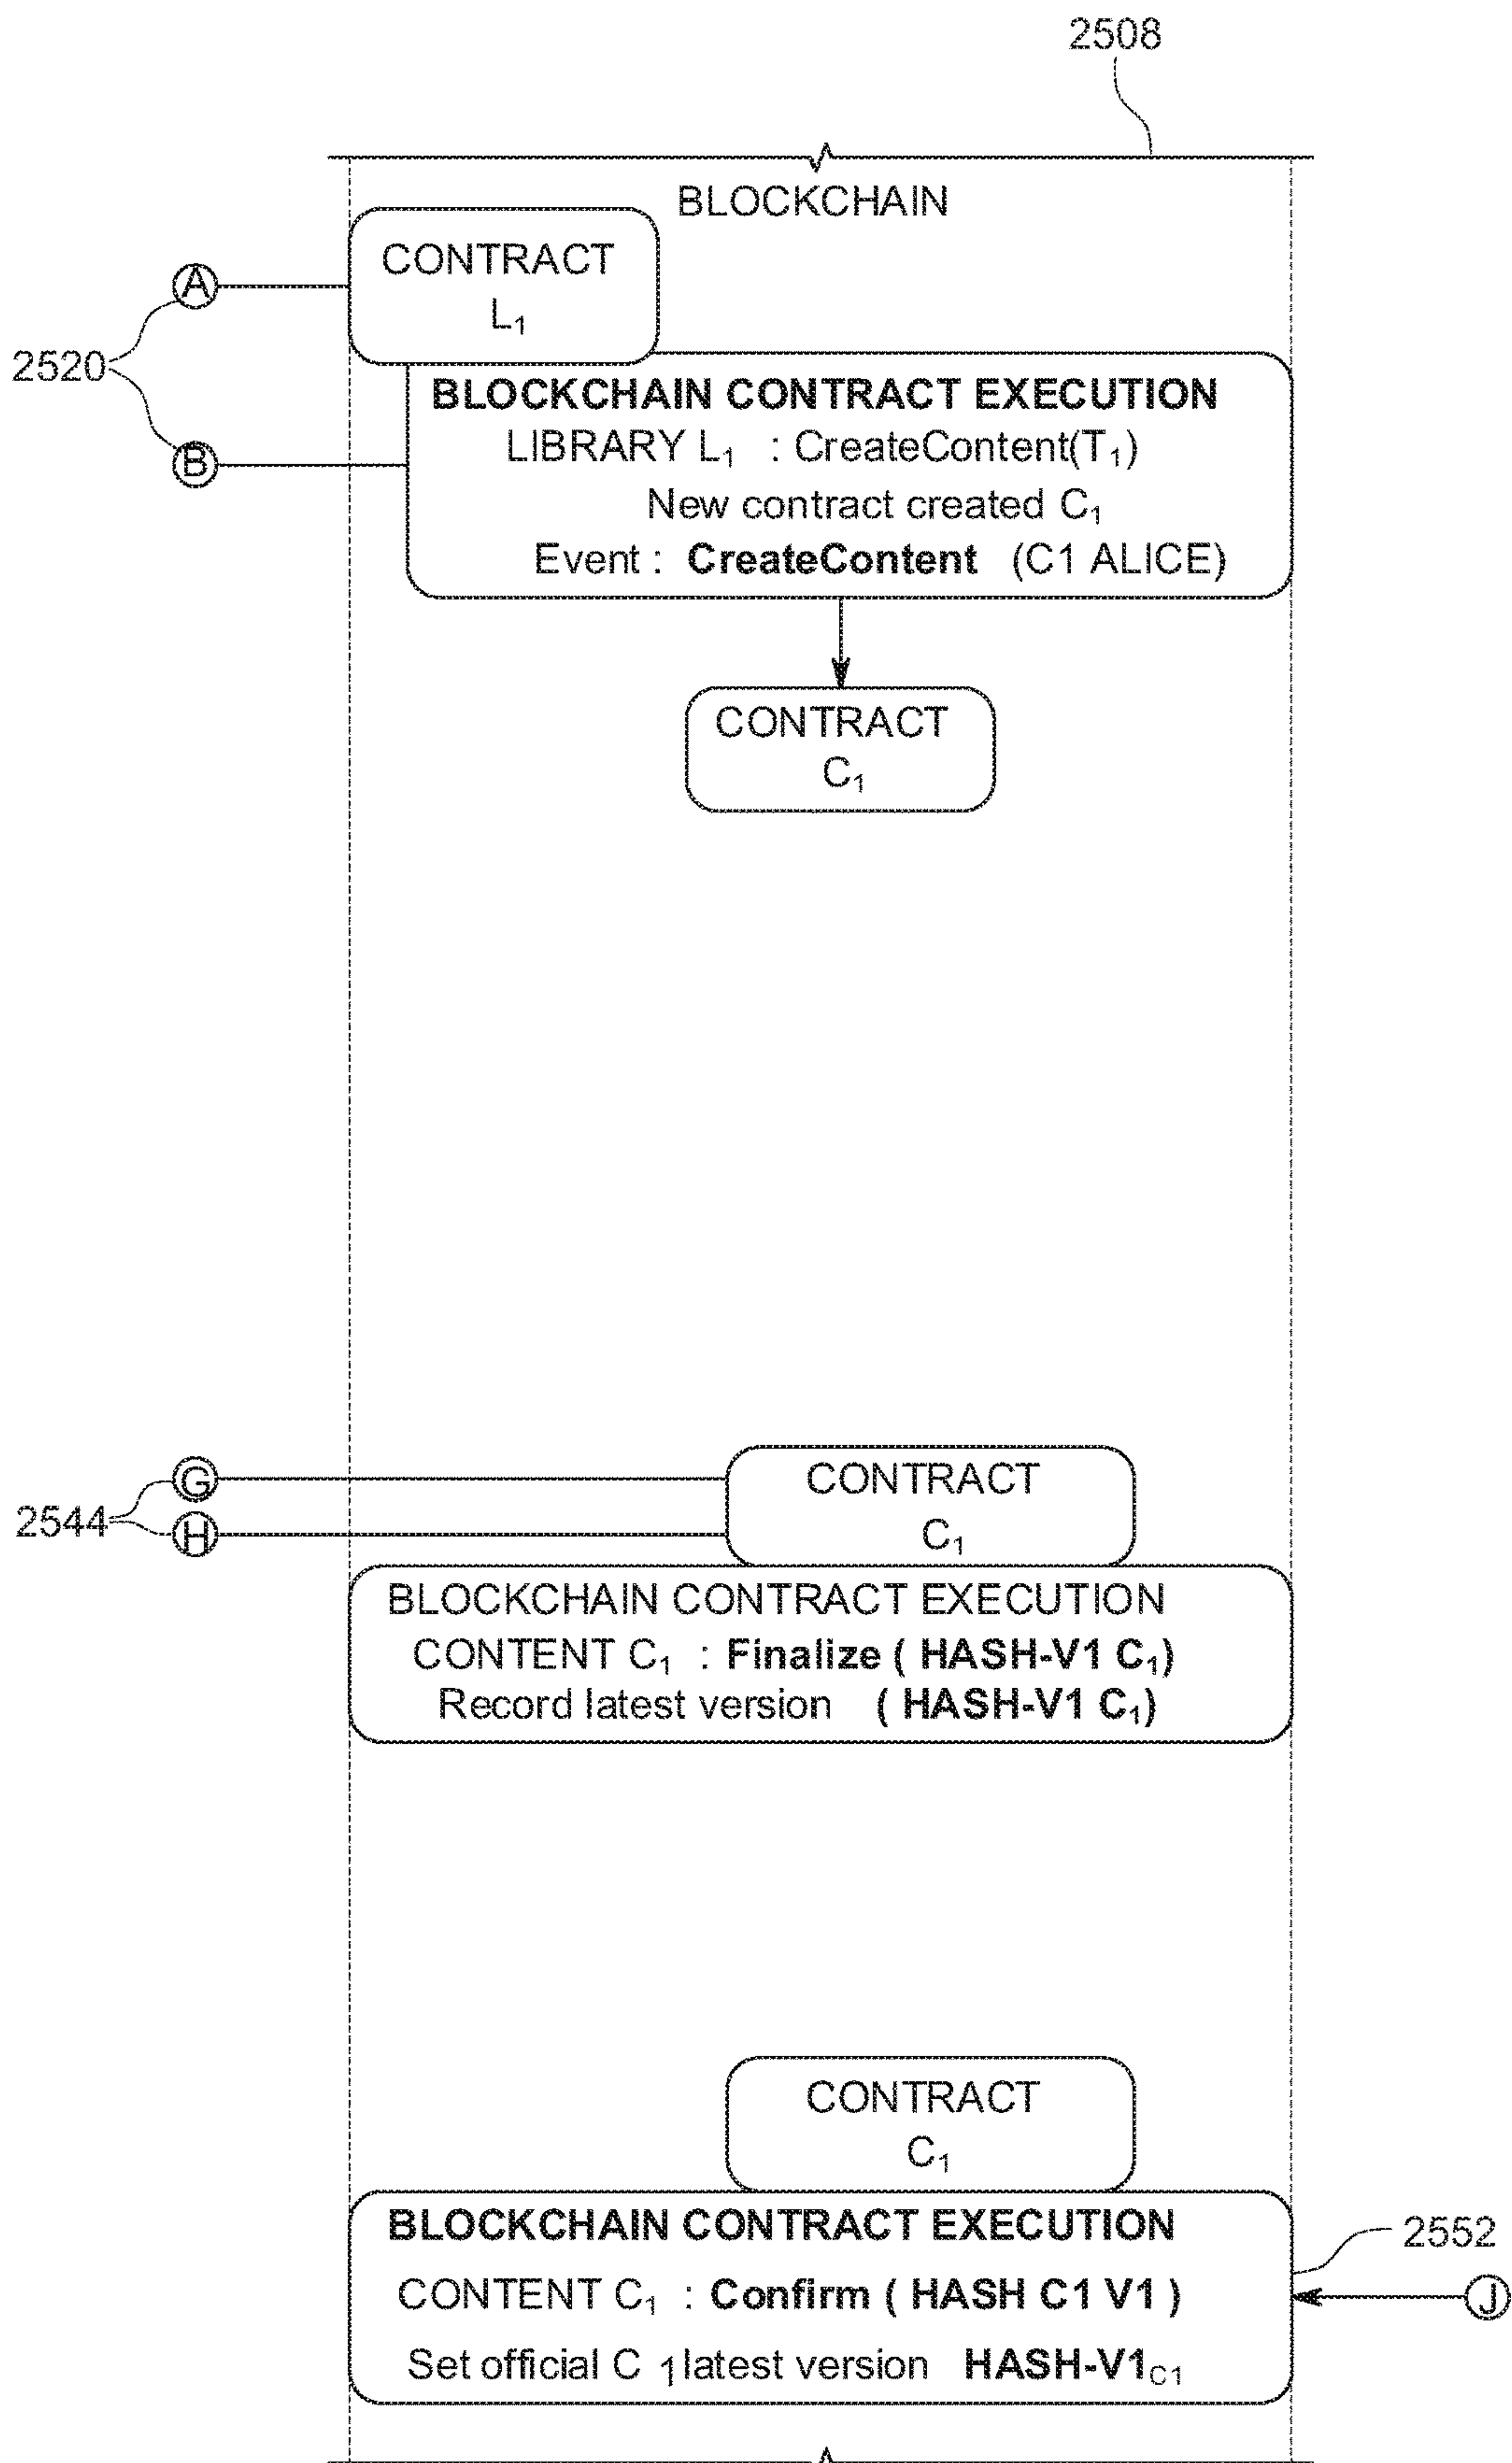 2508
BLOCKCHAIN
CONTRACT
L₁
A
2520
B
BLOCKCHAIN CONTRACT EXECUTION
LIBRARY L₁ : CreateContent(T₁)
New contract created C₁
Event : CreateContent (C1 ALICE)
CONTRACT
C₁
G
2544
H
CONTRACT
C₁
BLOCKCHAIN CONTRACT EXECUTION
CONTENT C₁ : Finalize ( HASH-V1 C₁)
Record latest version ( HASH-V1 C₁)
CONTRACT
C₁
BLOCKCHAIN CONTRACT EXECUTION
2552
CONTENT C₁ : Confirm ( HASH C1 V1 )
J
Set official C 1 latest version HASH-V1C1